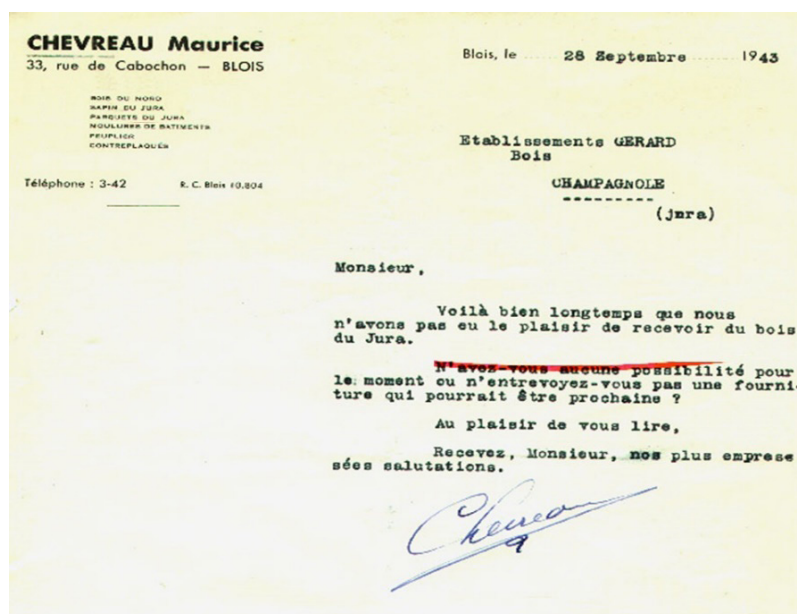 CHEVREAU Maurice
33, rue de Cabochon — BLOIS
BOIS DU NORD
SAPIN DU JURA
PARQUETS DU JURA
MOULURES DE BATIMENTS
PEUPLIER
CONTREPLAQUÉS
Téléphone : 3-42 R. C. Blois 10.804
Blois, le 28 Septembre 1943
Etablissements GERARD
Bois
CHAMPAGNOLE
---------
(jura)
Monsieur,
Voilà bien longtemps que nous
n'avons pas eu le plaisir de recevoir du bois
du Jura.
N'avez-vous aucune possibilité pour
le moment ou n'entrevoyez-vous pas une fourni
ture qui pourrait être prochaine ?
Au plaisir de vous lire,
Recevez, Monsieur, nos plus emprese
sées salutations.
Chevreau